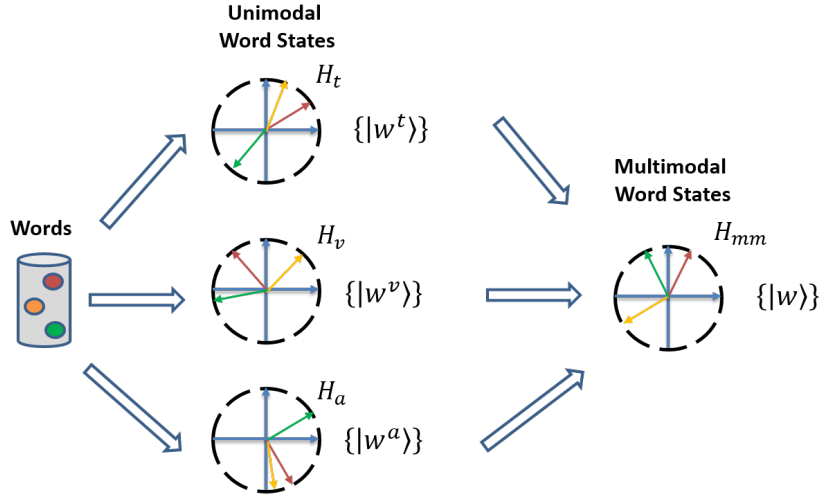 Unimodal
Word States
H_t
{|w^t⟩}
Multimodal
Word States
Words
H_v
{|w^v⟩}
H_mm
{|w⟩}
H_a
{|w^a⟩}